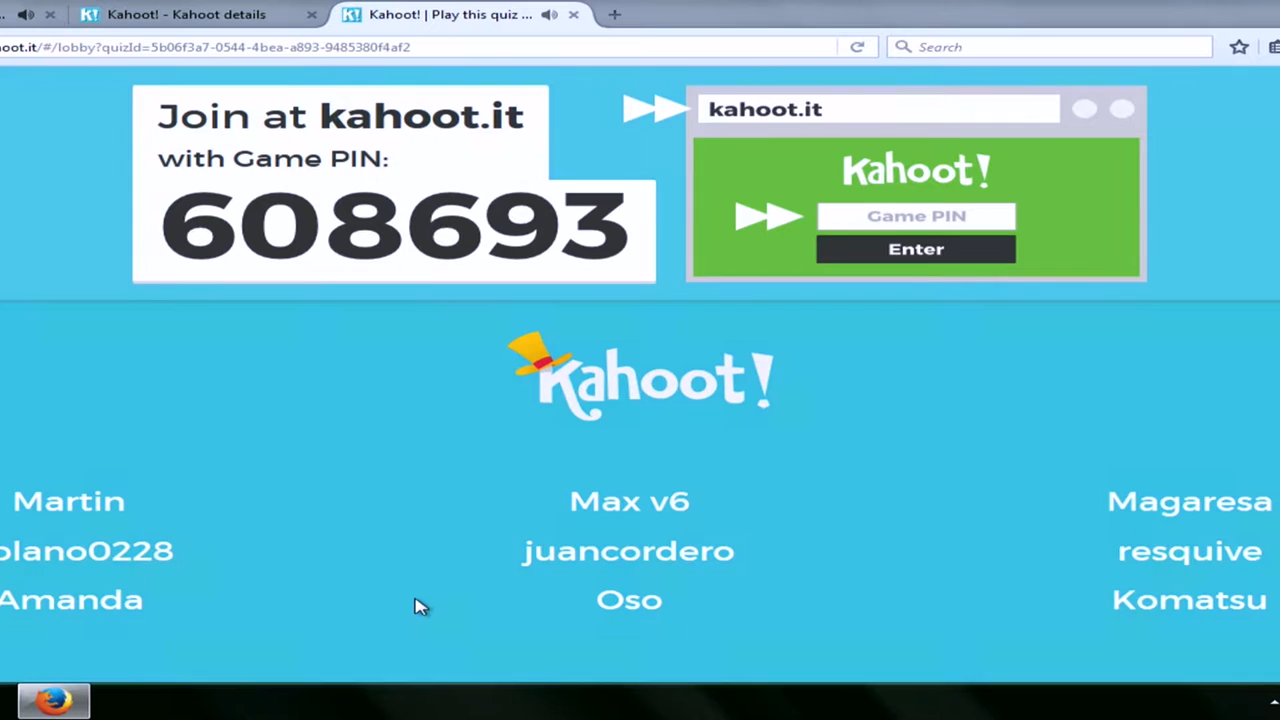 Kahoot! - Kahoot details
Kahoot! | Play this quiz ...
oot.it/#/lobby?quizId=5b06f3a7-0544-4bea-a893-9485380f4af2
Search
Join at kahoot.it
with Game PIN:
608693
kahoot.it
Kahoot!
Game PIN
Enter
Kahoot!
Martin Max v6 Magaresa
olano0228 juancordero resquive
Amanda Oso Komatsu